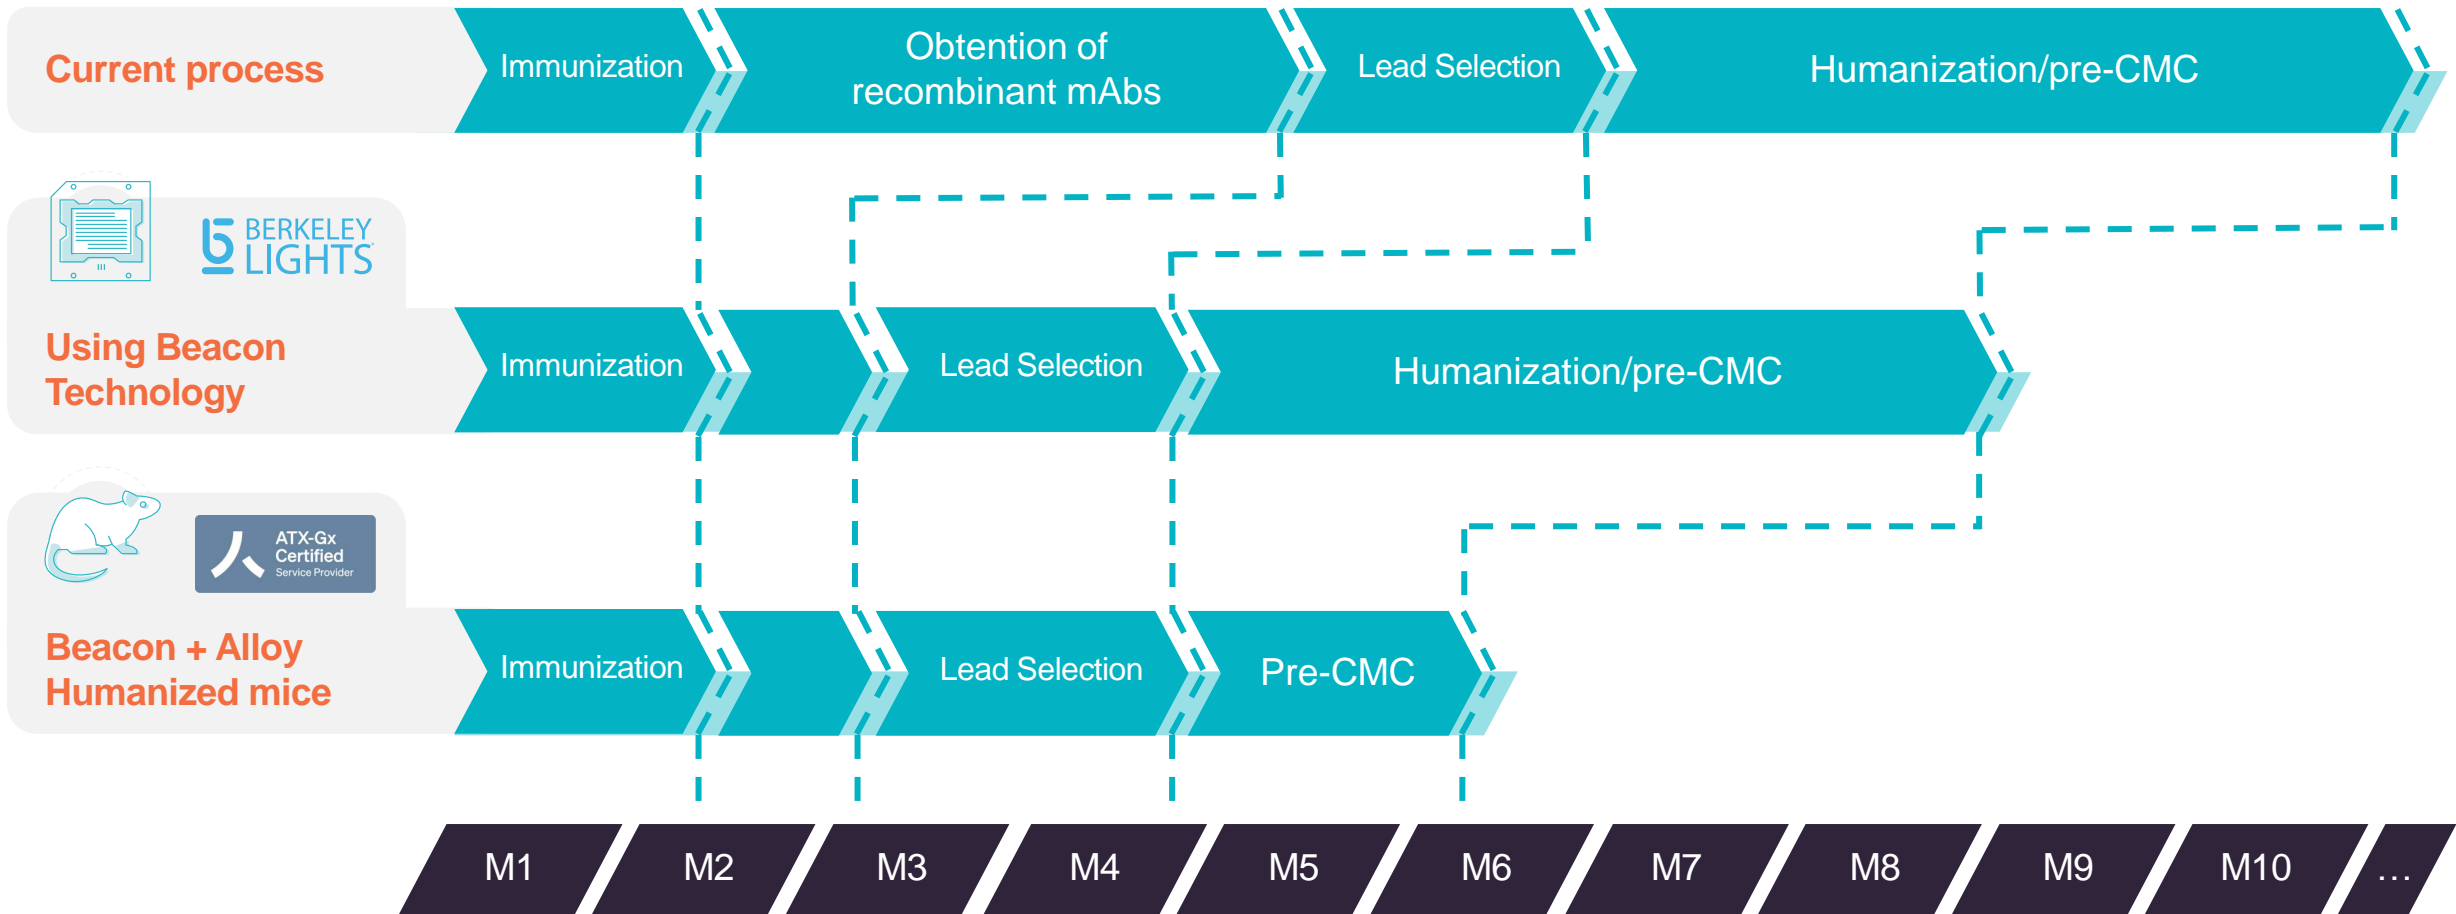 Current process
Immunization
Obtention of
recombinant mAbs
Lead Selection
Humanization/pre-CMC
BERKELEY
LIGHTS
Using Beacon
Technology
Immunization
Lead Selection
Humanization/pre-CMC
ATX-Gx
Certified
Service Provider
Beacon + Alloy
Humanized mice
Immunization
Lead Selection
Pre-CMC
M1
M2
M3
M4
M5
M6
M7
M8
M9
M10
…